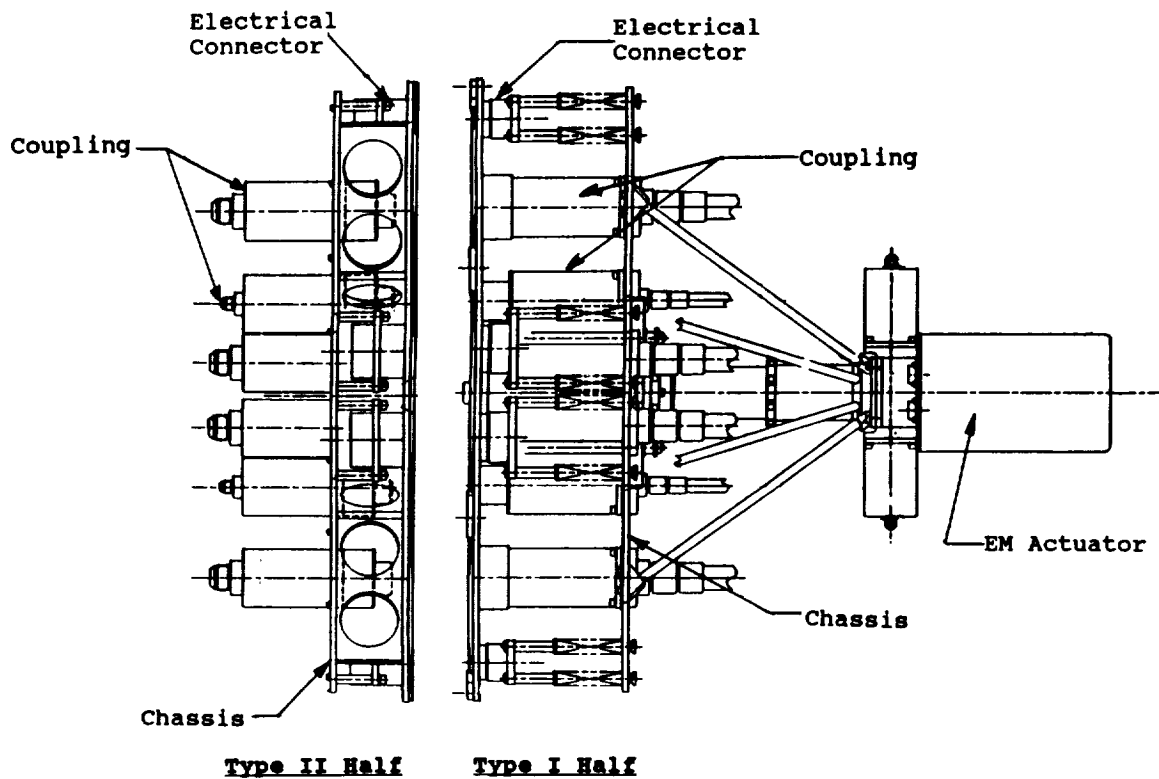 Electrical
Connector
Electrical
Connector
Coupling
Coupling
EM Actuator
Chassis
Chassis
Type II Half
Type I Half